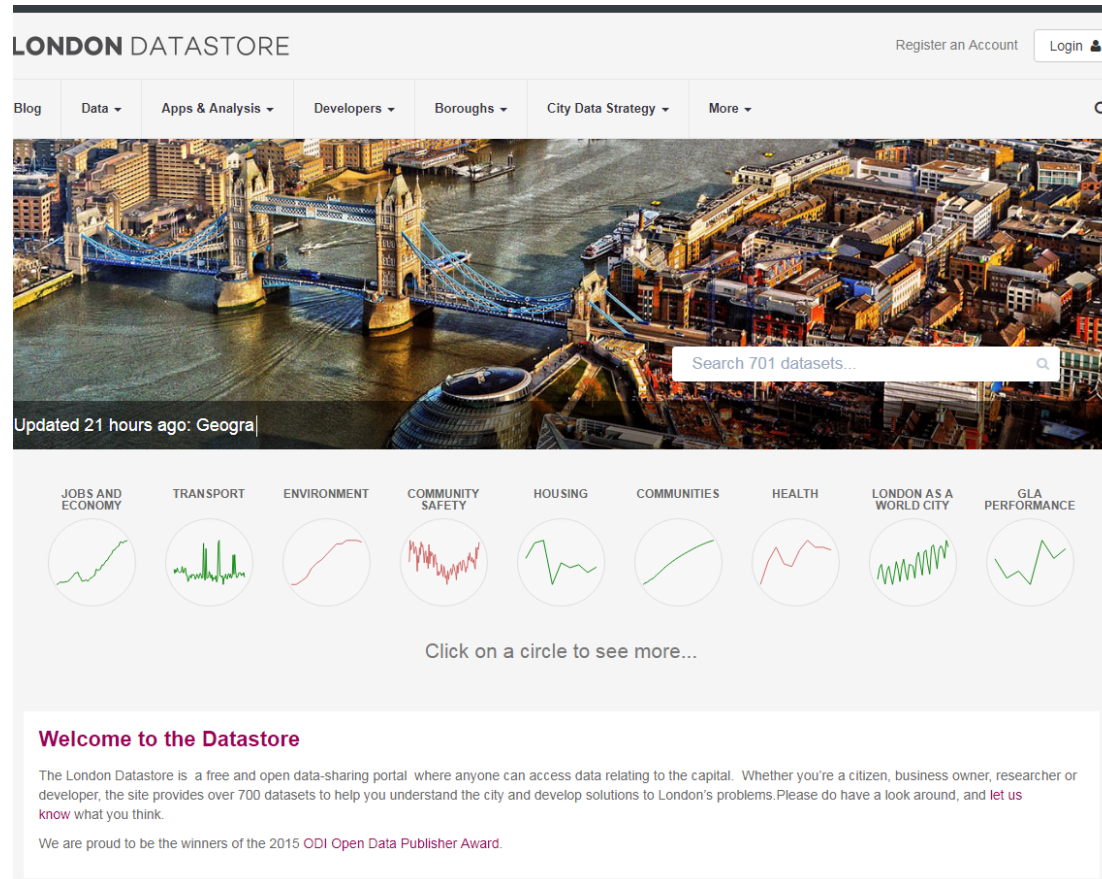 LONDON DATASTORE
Register an Account
Login
Blog
Data
Apps & Analysis
Developers
Boroughs
City Data Strategy
More
Search 701 datasets...
Updated 21 hours ago: Geogra
JOBS AND
ECONOMY
TRANSPORT
ENVIRONMENT
COMMUNITY
SAFETY
HOUSING
COMMUNITIES
HEALTH
LONDON AS A
WORLD CITY
GLA
PERFORMANCE
Click on a circle to see more...
Welcome to the Datastore
The London Datastore is a free and open data-sharing portal where anyone can access data relating to the capital. Whether you're a citizen, business owner, researcher or
developer, the site provides over 700 datasets to help you understand the city and develop solutions to London's problems.Please do have a look around, and let us
know what you think.
We are proud to be the winners of the 2015 ODI Open Data Publisher Award.